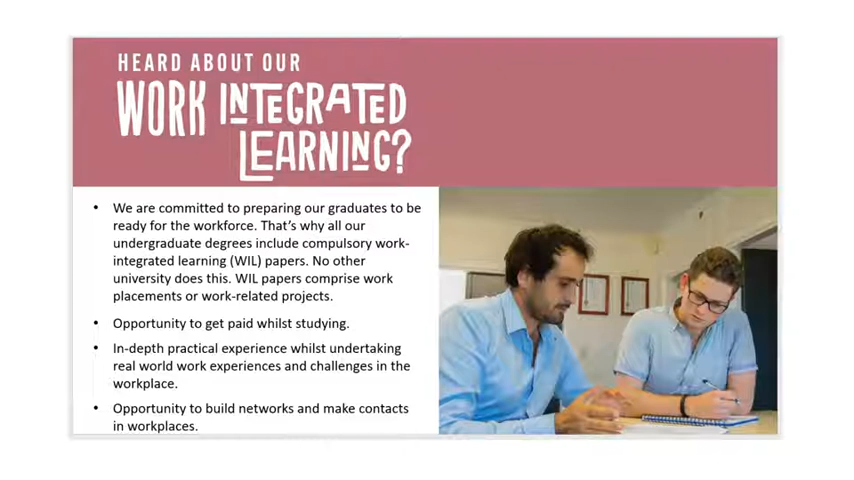 HEARD ABOUT OUR
WORK INTEGRATED
LEARNING?
• We are committed to preparing our graduates to be
ready for the workforce. That's why all our
undergraduate degrees include compulsory work-
integrated learning (WIL) papers. No other
university does this. WIL papers comprise work
placements or work-related projects.
• Opportunity to get paid whilst studying.
• In-depth practical experience whilst undertaking
real world work experiences and challenges in the
workplace.
• Opportunity to build networks and make contacts
in workplaces.